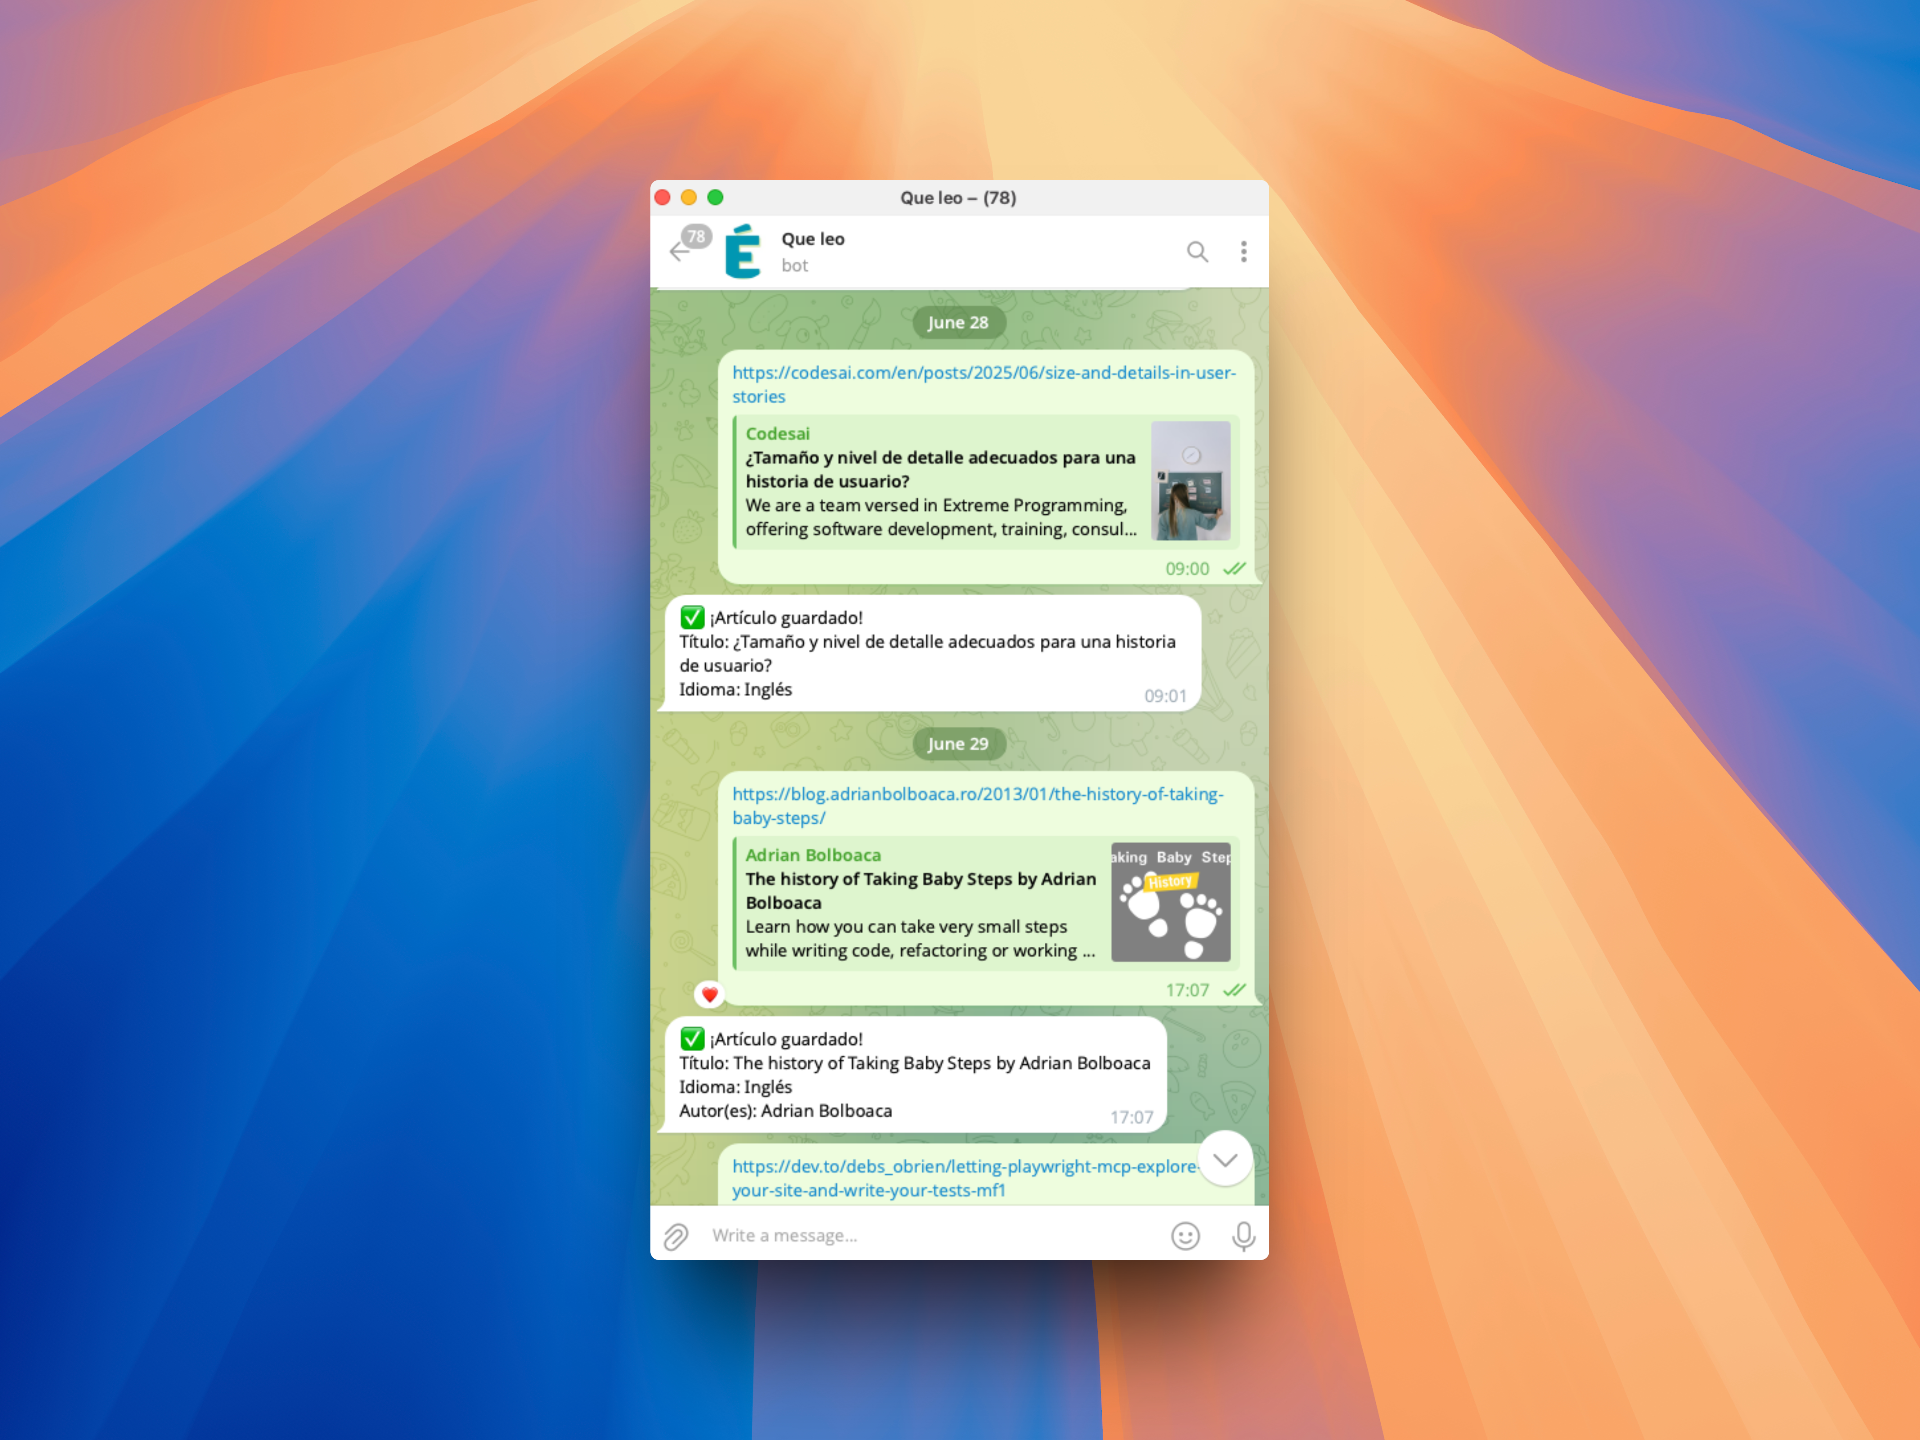 Que leo – (78)
78
É
Que leo
bot
June 28
https://codesai.com/en/posts/2025/06/size-and-details-in-user-
stories
Codesai
¿Tamaño y nivel de detalle adecuados para una
historia de usuario?
We are a team versed in Extreme Programming,
offering software development, training, consul...
09:00
✅ ¡Artículo guardado!
Título: ¿Tamaño y nivel de detalle adecuados para una historia
de usuario?
Idioma: Inglés
09:01
June 29
https://blog.adrianbolboaca.ro/2013/01/the-history-of-taking-
baby-steps/
Adrian Bolboaca
The history of Taking Baby Steps by Adrian
Bolboaca
Learn how you can take very small steps
while writing code, refactoring or working ...
aking Baby Step
History
17:07
✅ ¡Artículo guardado!
Título: The history of Taking Baby Steps by Adrian Bolboaca
Idioma: Inglés
Autor(es): Adrian Bolboaca
17:07
https://dev.to/debs_obrien/letting-playwright-mcp-explore-
your-site-and-write-your-tests-mf1
Write a message...